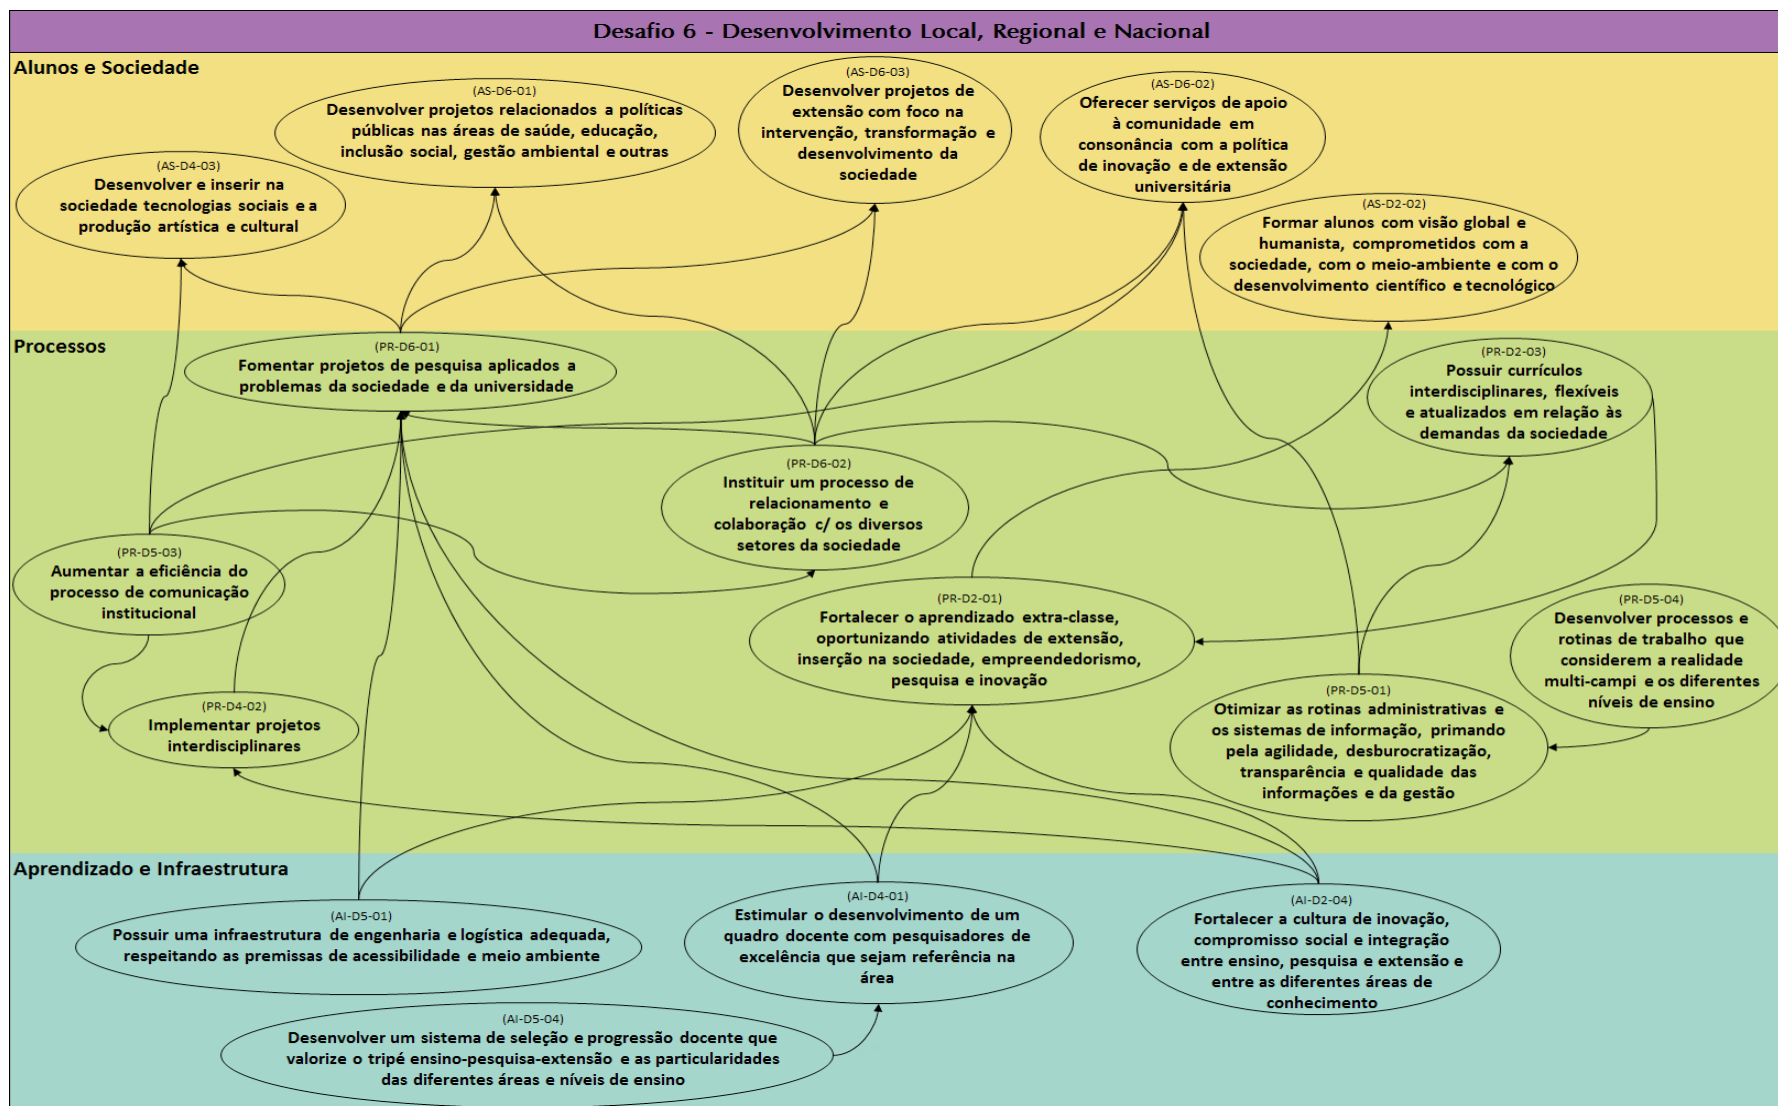 Desafio 6 - Desenvolvimento Local, Regional e Nacional
Alunos e Sociedade
(AS-D6-01)
Desenvolver projetos relacionados a políticas
públicas nas áreas de saúde, educação,
inclusão social, gestão ambiental e outras
(AS-D6-03)
Desenvolver projetos de
extensão com foco na
intervenção, transformação e
desenvolvimento da
sociedade
(AS-D6-02)
Oferecer serviços de apoio
à comunidade em
consonância com a política
de inovação e de extensão
universitária
(AS-D4-03)
Desenvolver e inserir na
sociedade tecnologias sociais e a
produção artística e cultural
(AS-D2-02)
Formar alunos com visão global e
humanista, comprometidos com a
sociedade, com o meio-ambiente e com o
desenvolvimento científico e tecnológico
Processos
(PR-D6-01)
Fomentar projetos de pesquisa aplicados a
problemas da sociedade e da universidade
(PR-D2-03)
Possuir currículos
interdisciplinares, flexíveis
e atualizados em relação às
demandas da sociedade
(PR-D6-02)
Instituir um processo de
relacionamento e
colaboração c/ os diversos
setores da sociedade
(PR-D5-03)
Aumentar a eficiência do
processo de comunicação
institucional
(PR-D2-01)
Fortalecer o aprendizado extra-classe,
oportunizando atividades de extensão,
inserção na sociedade, empreendedorismo,
pesquisa e inovação
(PR-D5-04)
Desenvolver processos e
rotinas de trabalho que
considerem a realidade
multi-campi e os diferentes
níveis de ensino
(PR-D4-02)
Implementar projetos
interdisciplinares
(PR-D5-01)
Otimizar as rotinas administrativas e
os sistemas de informação, primando
pela agilidade, desburocratização,
transparência e qualidade das
informações e da gestão
Aprendizado e Infraestrutura
(AI-D5-01)
Possuir uma infraestrutura de engenharia e logística adequada,
respeitando as premissas de acessibilidade e meio ambiente
(AI-D4-01)
Estimular o desenvolvimento de um
quadro docente com pesquisadores de
excelência que sejam referência na
área
(AI-D2-04)
Fortalecer a cultura de inovação,
compromisso social e integração
entre ensino, pesquisa e extensão e
entre as diferentes áreas de
conhecimento
(AI-D5-04)
Desenvolver um sistema de seleção e progressão docente que
valorize o tripé ensino-pesquisa-extensão e as particularidades
das diferentes áreas e níveis de ensino